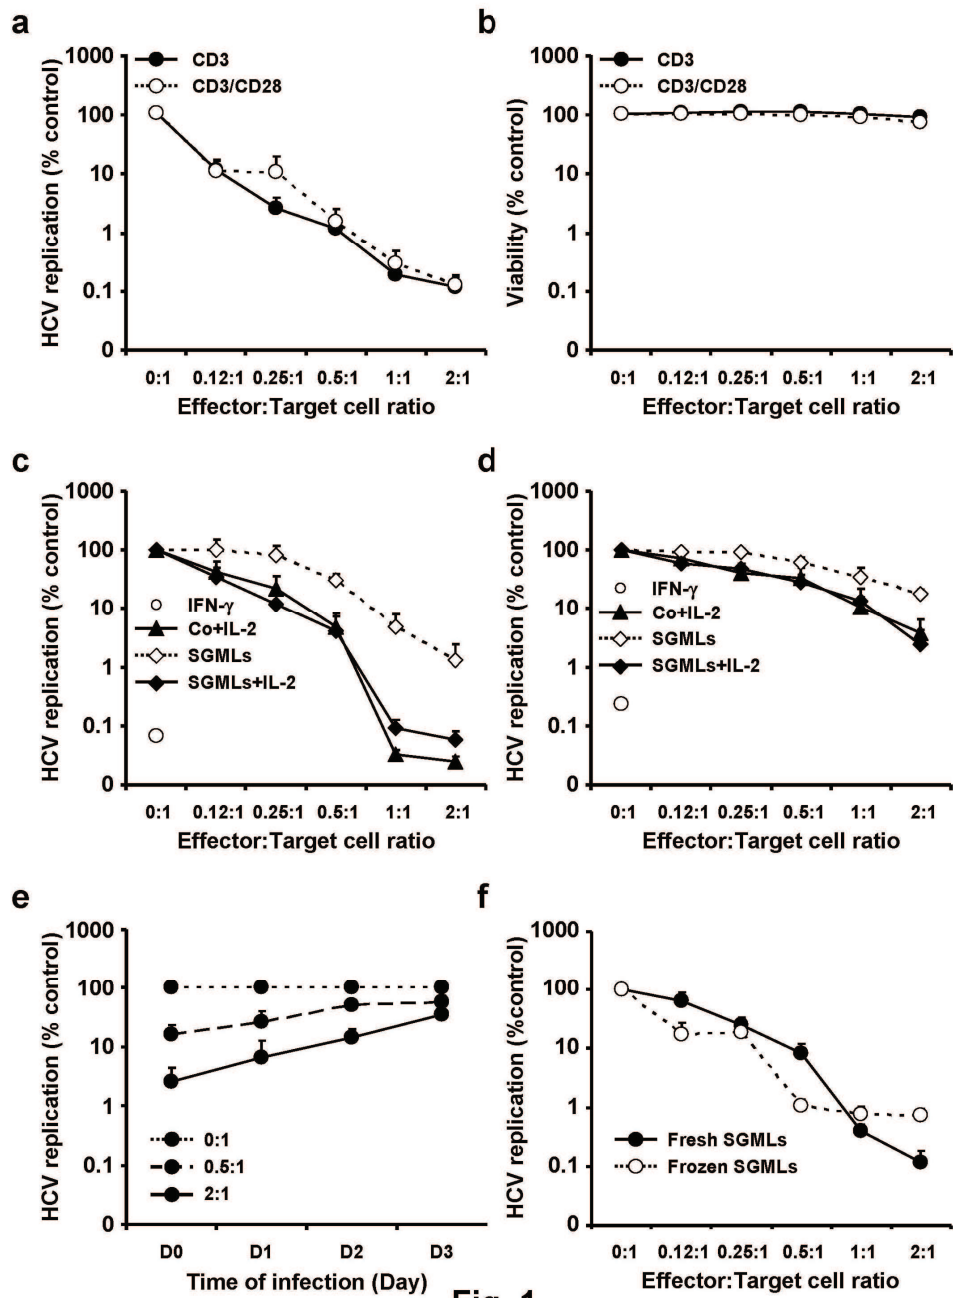 a
1000
100
10
1
0.1
0
HCV replication (% control)
CD3
CD3/CD28
0:1 0.12:1 0.25:1 0.5:1 1:1 2:1
Effector:Target cell ratio
b
1000
100
10
1
0.1
0
Viability (% control)
CD3
CD3/CD28
0:1 0.12:1 0.25:1 0.5:1 1:1 2:1
Effector:Target cell ratio
c
1000
100
10
1
0.1
0
HCV replication (% control)
IFN-γ
Co+IL-2
SGMLs
SGMLs+IL-2
0:1 0.12:1 0.25:1 0.5:1 1:1 2:1
Effector:Target cell ratio
d
1000
100
10
1
0.1
0
HCV replication (% control)
IFN-γ
Co+IL-2
SGMLs
SGMLs+IL-2
0:1 0.12:1 0.25:1 0.5:1 1:1 2:1
Effector:Target cell ratio
e
1000
100
10
1
0.1
0
HCV replication (% control)
0:1
0.5:1
2:1
D0 D1 D2 D3
Time of infection (Day)
f
1000
100
10
1
0.1
0
HCV replication (%control)
Fresh SGMLs
Frozen SGMLs
0:1 0.12:1 0.25:1 0.5:1 1:1 2:1
Effector:Target cell ratio